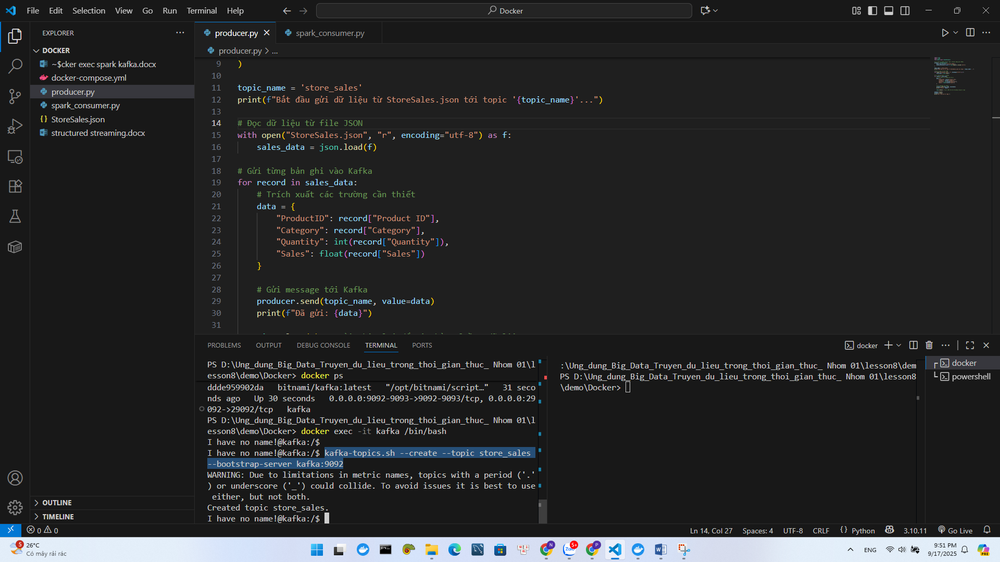 File Edit Selection View Go Run Terminal Help
Docker
EXPLORER
DOCKER
~$cker exec spark kafka.docx
docker-compose.yml
producer.py
spark_consumer.py
StoreSales.json
structured streaming.docx
OUTLINE
TIMELINE
producer.py
spark_consumer.py
producer.py > ...
9 )
10
11 topic_name = 'store_sales'
12 print(f"Bắt đầu gửi dữ liệu từ StoreSales.json tới topic '{topic_name}'...")
13
14 # Đọc dữ liệu từ file JSON
15 with open("StoreSales.json", "r", encoding="utf-8") as f:
16 sales_data = json.load(f)
17
18 # Gửi từng bản ghi vào Kafka
19 for record in sales_data:
20 # Trích xuất các trường cần thiết
21 data = {
22 "ProductID": record["Product ID"],
23 "Category": record["Category"],
24 "Quantity": int(record["Quantity"]),
25 "Sales": float(record["Sales"])
26 }
27
28 # Gửi message tới Kafka
29 producer.send(topic_name, value=data)
30 print(f"Đã gửi: {data}")
31
PROBLEMS OUTPUT DEBUG CONSOLE TERMINAL PORTS
docker
PS D:\Ung_dung_Big_Data_Truyen_du_lieu_trong_thoi_gian_thuc_ Nhom 01\l
esson8\demo\Docker> docker ps
ddde959902da bitnami/kafka:latest "/opt/bitnami/script…" 31 seco
nds ago Up 30 seconds 0.0.0.0:9092-9093->9092-9093/tcp, 0.0.0.0:29
092->29092/tcp kafka
PS D:\Ung_dung_Big_Data_Truyen_du_lieu_trong_thoi_gian_thuc_ Nhom 01\l
esson8\demo\Docker> docker exec -it kafka /bin/bash
I have no name!@kafka:/$
I have no name!@kafka:/$ kafka-topics.sh --create --topic store_sales
--bootstrap-server kafka:9092
WARNING: Due to limitations in metric names, topics with a period ('.'
) or underscore ('_') could collide. To avoid issues it is best to use
either, but not both.
Created topic store_sales.
I have no name!@kafka:/$
:\Ung_dung_Big_Data_Truyen_du_lieu_trong_thoi_gian_thuc_ Nhom 01\lesson8\dem
PS D:\Ung_dung_Big_Data_Truyen_du_lieu_trong_thoi_gian_thuc_ Nhom 01\lesson8
\demo\Docker>
docker
powershell
0 0
Ln 14, Col 27 Spaces: 4 UTF-8 CRLF {} Python 3.10.11 Go Live
5
26°C
Có mây rải rác
N
Zalo 5+
P
ENG
9:51 PM
9/17/2025
PRE